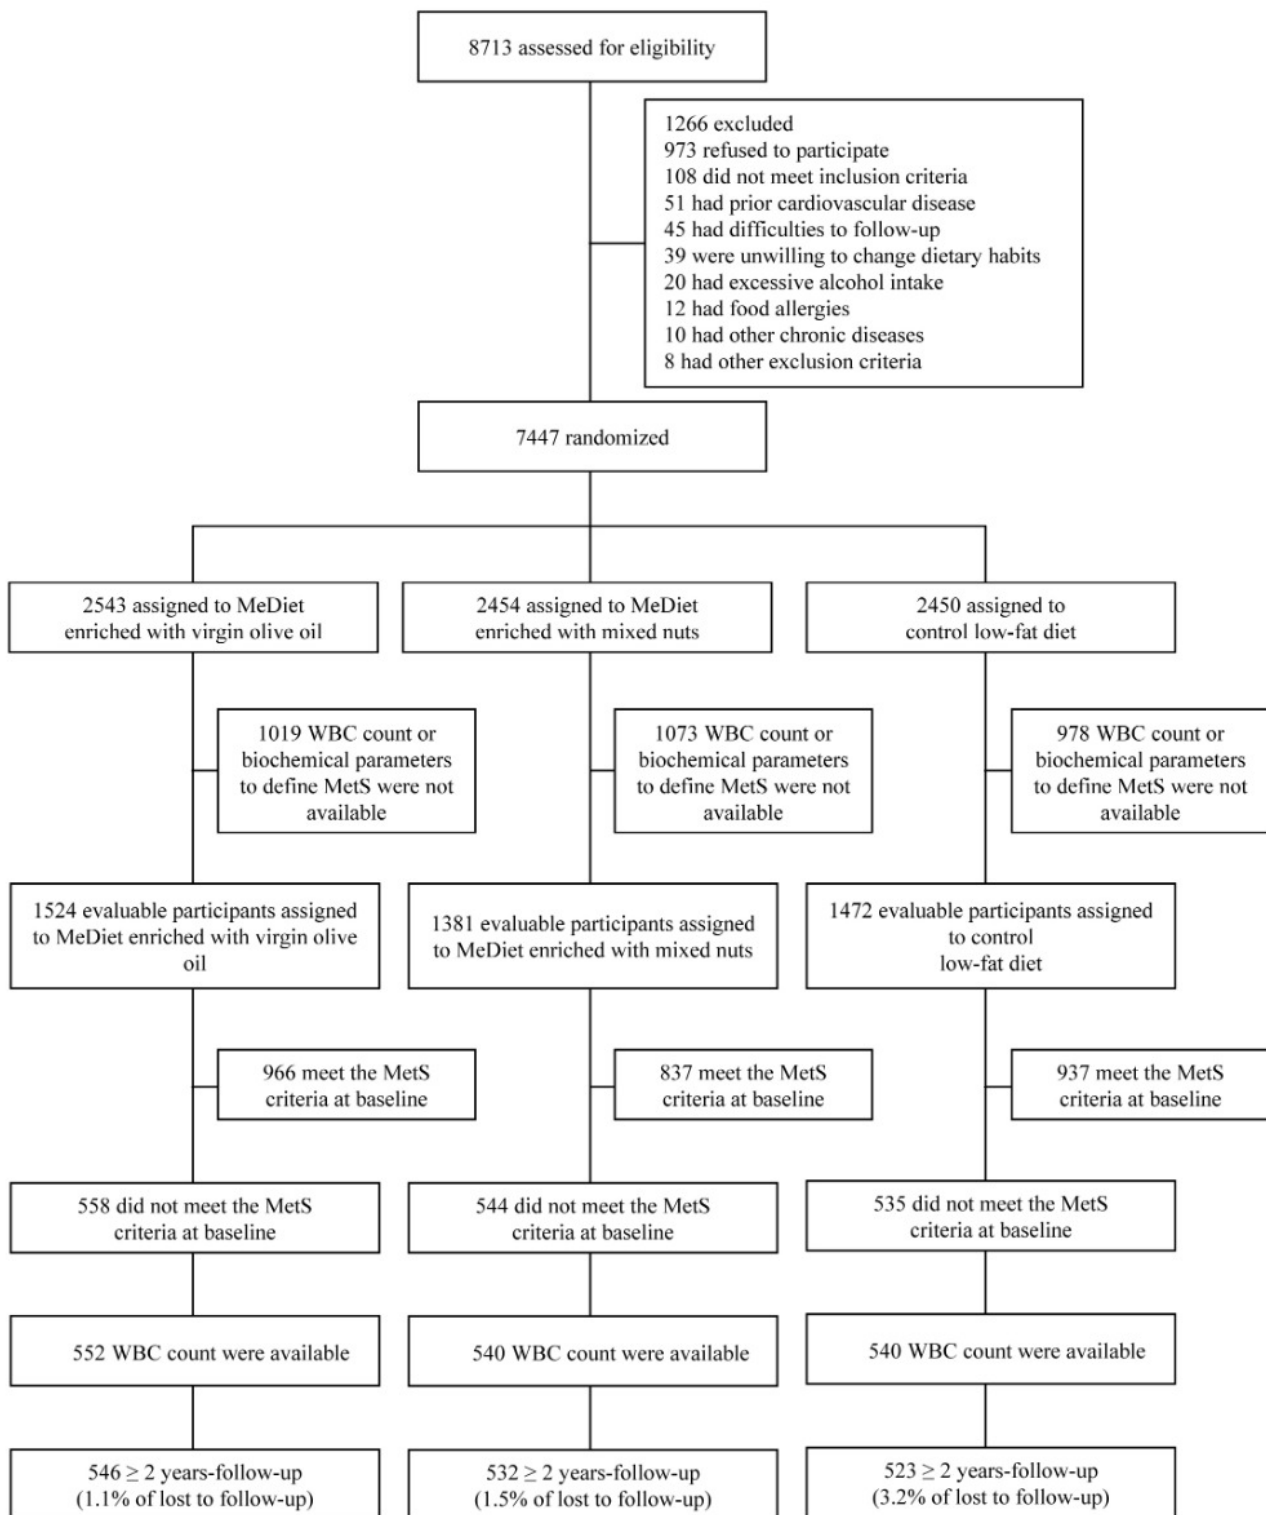 8713 assessed for eligibility
1266 excluded
973 refused to participate
108 did not meet inclusion criteria
51 had prior cardiovascular disease
45 had difficulties to follow-up
39 were unwilling to change dietary habits
20 had excessive alcohol intake
12 had food allergies
10 had other chronic diseases
8 had other exclusion criteria
7447 randomized
2543 assigned to MeDiet
enriched with virgin olive oil
2454 assigned to MeDiet
enriched with mixed nuts
2450 assigned to
control low-fat diet
1019 WBC count or
biochemical parameters
to define MetS were not
available
1073 WBC count or
biochemical parameters
to define MetS were not
available
978 WBC count or
biochemical parameters
to define MetS were not
available
1524 evaluable participants assigned
to MeDiet enriched with virgin olive
oil
1381 evaluable participants assigned
to MeDiet enriched with mixed nuts
1472 evaluable participants assigned
to control
low-fat diet
966 meet the MetS
criteria at baseline
837 meet the MetS
criteria at baseline
937 meet the MetS
criteria at baseline
558 did not meet the MetS
criteria at baseline
544 did not meet the MetS
criteria at baseline
535 did not meet the MetS
criteria at baseline
552 WBC count were available
540 WBC count were available
540 WBC count were available
546 ≥ 2 years-follow-up
(1.1% of lost to follow-up)
532 ≥ 2 years-follow-up
(1.5% of lost to follow-up)
523 ≥ 2 years-follow-up
(3.2% of lost to follow-up)